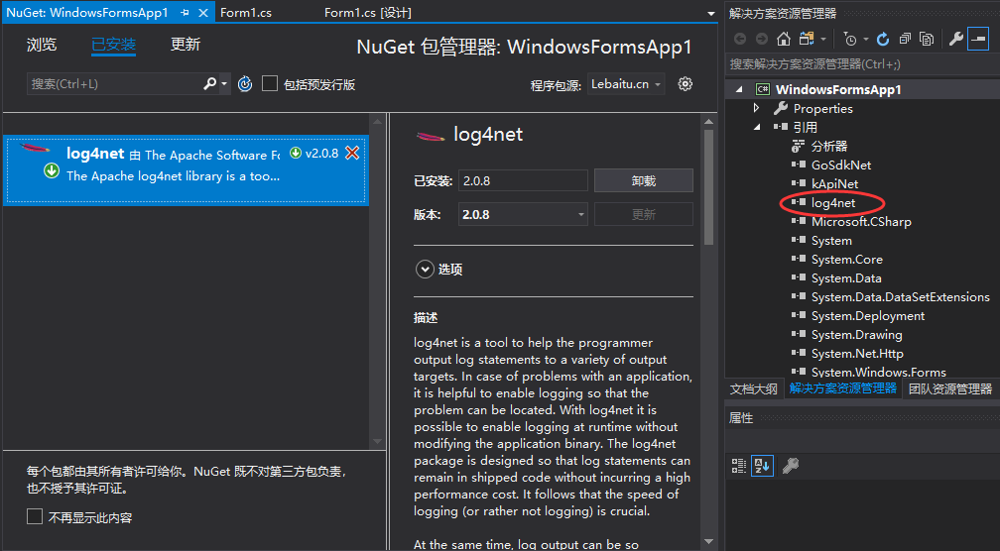 NuGet: WindowsFormsApp1
Form1.cs
Form1.cs [设计]
浏览
已安装
更新
NuGet 包管理器: WindowsFormsApp1
搜索(Ctrl+L)
包括预发行版
程序包源:
Lebaitu.cn
log4net 由 The Apache Software Fo
v2.0.8
The Apache log4net library is a too...
log4net
已安装:
2.0.8
卸载
版本:
2.0.8
更新
选项
描述
log4net is a tool to help the programmer
output log statements to a variety of output
targets. In case of problems with an application,
it is helpful to enable logging so that the
problem can be located. With log4net it is
possible to enable logging at runtime without
modifying the application binary. The log4net
package is designed so that log statements can
remain in shipped code without incurring a high
performance cost. It follows that the speed of
logging (or rather not logging) is crucial.
At the same time, log output can be so
每个包都由其所有者许可给你。NuGet 既不对第三方包负责，
也不授予其许可证。
不再显示此内容
解决方案资源管理器
搜索解决方案资源管理器(Ctrl+;)
C# WindowsFormsApp1
Properties
引用
分析器
GoSdkNet
kApiNet
log4net
Microsoft.CSharp
System
System.Core
System.Data
System.Data.DataSetExtensions
System.Deployment
System.Drawing
System.Net.Http
System.Windows.Forms
文档大纲
解决方案资源管理器
团队资源管理器
属性